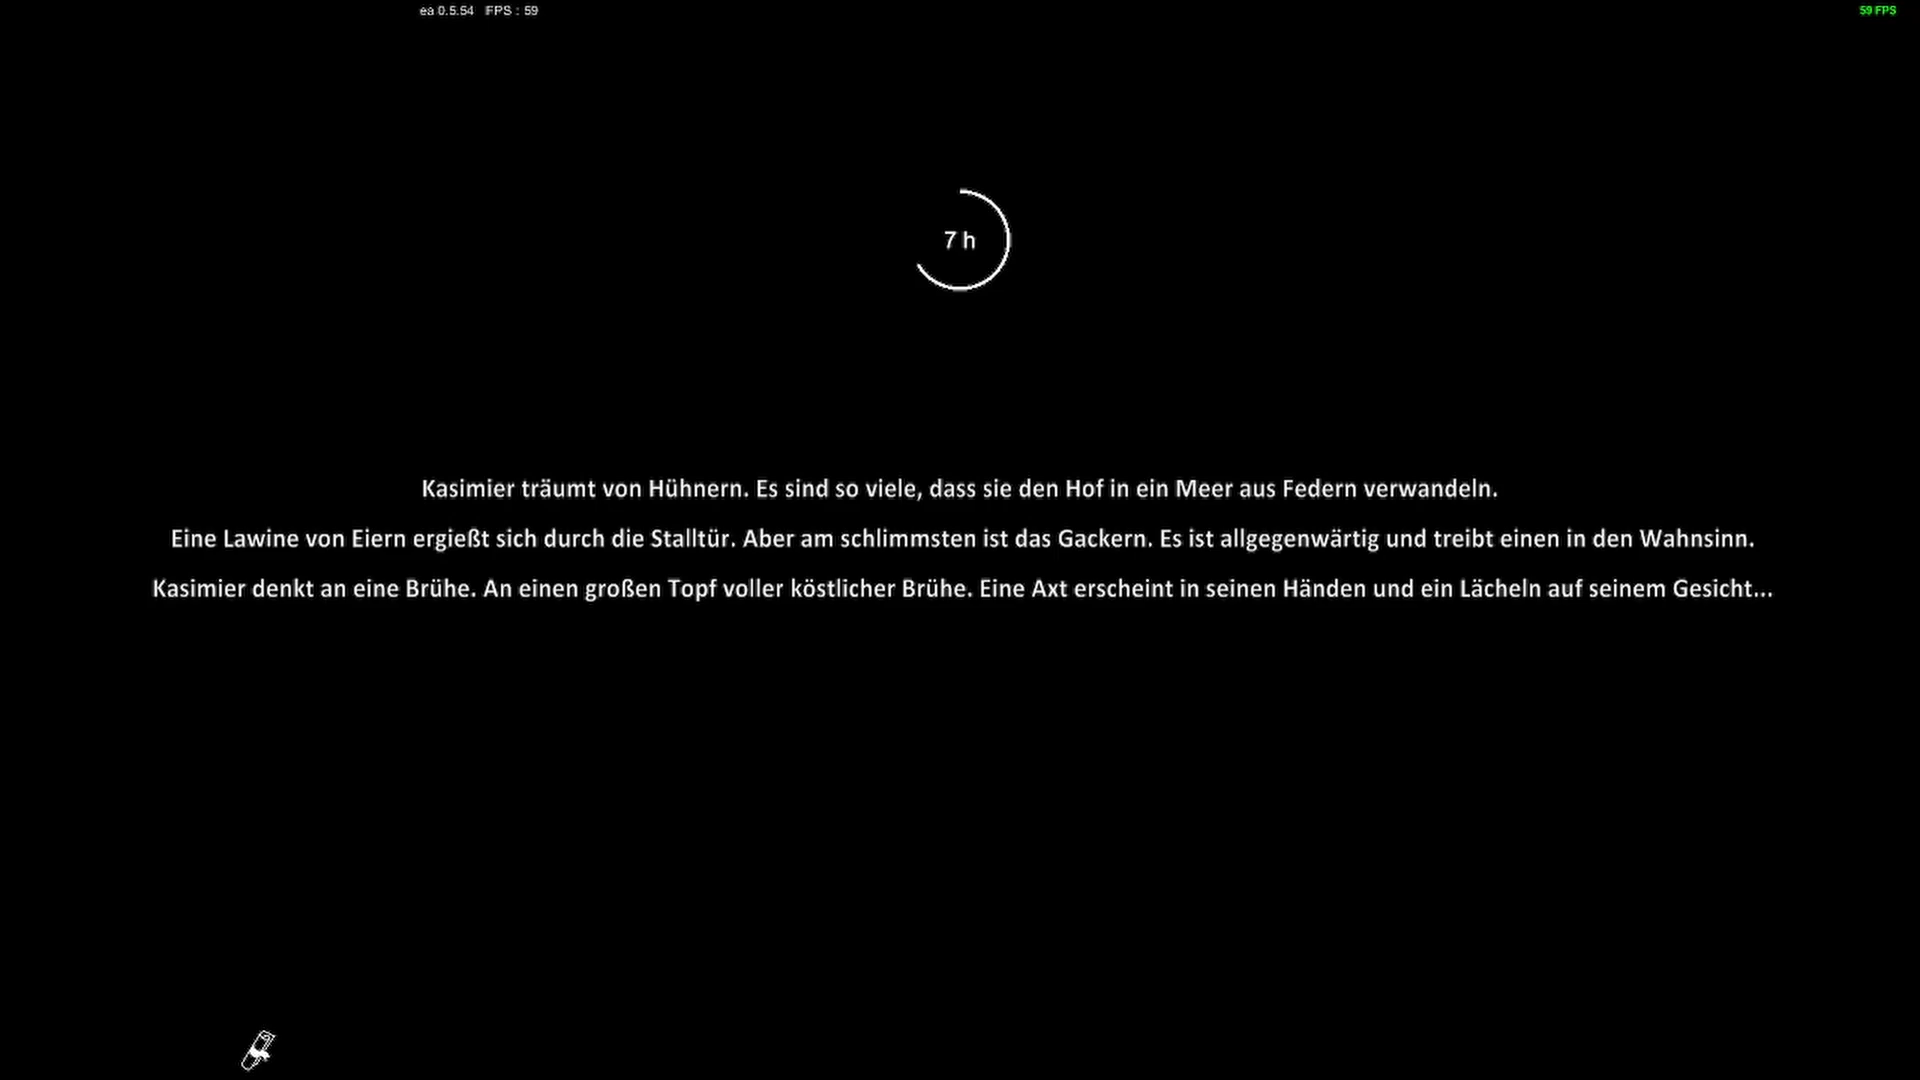 ea 0.5.54 FPS : 59
59 FPS
7 h
Kasimier träumt von Hühnern. Es sind so viele, dass sie den Hof in ein Meer aus Federn verwandeln.
Eine Lawine von Eiern ergießt sich durch die Stalltür. Aber am schlimmsten ist das Gackern. Es ist allgegenwärtig und treibt einen in den Wahnsinn.
Kasimier denkt an eine Brühe. An einen großen Topf voller köstlicher Brühe. Eine Axt erscheint in seinen Händen und ein Lächeln auf seinem Gesicht...